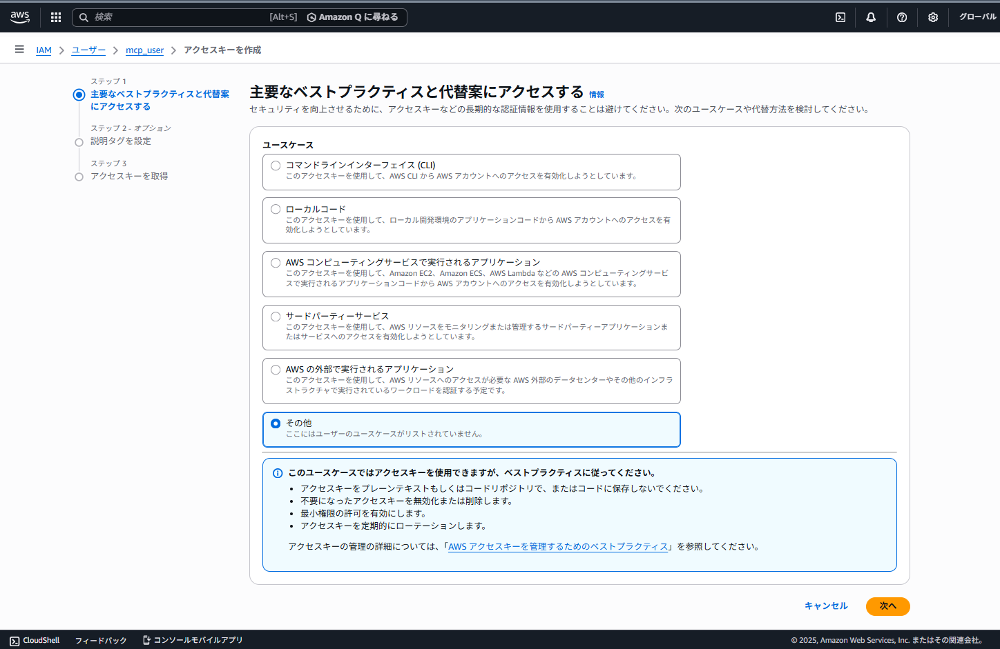 aws
検索 [Alt+S] Amazon Q に尋ねる グローバル
IAM ユーザー mcp_user アクセスキーを作成
ステップ 1
主要なベストプラクティスと代替案
にアクセスする
ステップ 2 - オプション
説明タグを設定
ステップ 3
アクセスキーを取得
主要なベストプラクティスと代替案にアクセスする 情報
セキュリティを向上させるために、アクセスキーなどの長期的な認証情報を使用することは避けてください。次のユースケースや代替方法を検討してください。
ユースケース
コマンドラインインターフェイス (CLI)
このアクセスキーを使用して、AWS CLI から AWS アカウントへのアクセスを有効化しようとしています。
ローカルコード
このアクセスキーを使用して、ローカル開発環境のアプリケーションコードから AWS アカウントへのアクセスを有
効化しようとしています。
AWS コンピューティングサービスで実行されるアプリケーション
このアクセスキーを使用して、Amazon EC2、Amazon ECS、AWS Lambda などの AWS コンピューティングサービ
スで実行されるアプリケーションコードから AWS アカウントへのアクセスを有効化しようとしています。
サードパーティーサービス
このアクセスキーを使用して、AWS リソースをモニタリングまたは管理するサードパーティーアプリケーションま
たはサービスへのアクセスを有効化しようとしています。
AWS の外部で実行されるアプリケーション
このアクセスキーを使用して、AWS リソースへのアクセスが必要な AWS 外部のデータセンターやその他のインフラ
ストラクチャで実行されているワークロードを認証する予定です。
その他
ここにはユーザーのユースケースがリストされていません。
このユースケースではアクセスキーを使用できますが、ベストプラクティスに従ってください。
• アクセスキーをプレーンテキストもしくはコードリポジトリで、またはコードに保存しないでください。
• 不要になったアクセスキーを無効化または削除します。
• 最小権限の許可を有効にします。
• アクセスキーを定期的にローテーションします。
アクセスキーの管理の詳細については、「AWS アクセスキーを管理するためのベストプラクティス」を参照してください。
キャンセル 次へ
CloudShell フィードバック コンソールモバイルアプリ © 2025, Amazon Web Services, Inc. またはその関連会社。